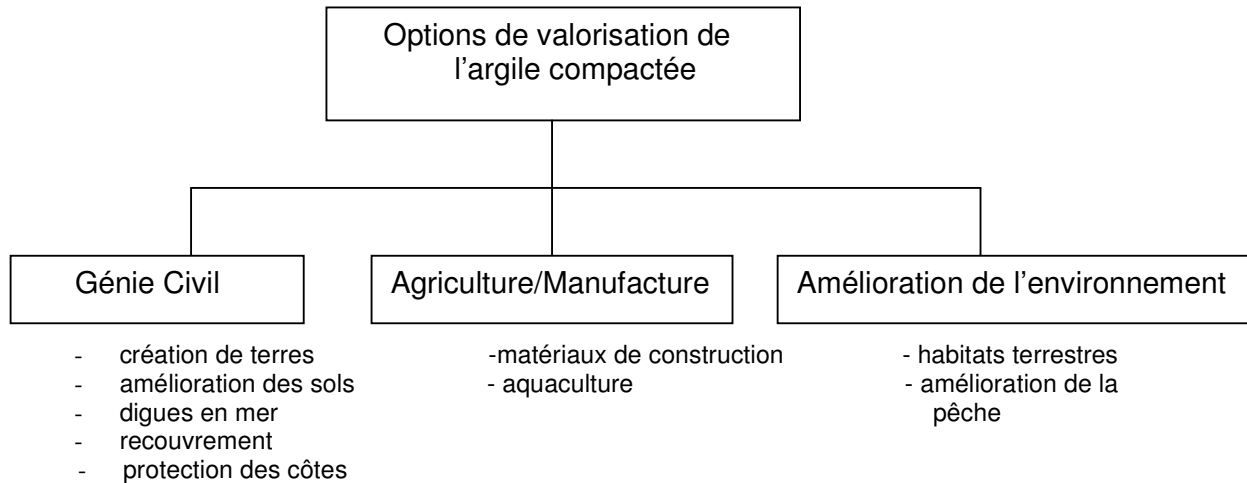 Options de valorisation de
l'argile compactée
Génie Civil
- création de terres
- amélioration des sols
- digues en mer
- recouvrement
- protection des côtes
Agriculture/Manufacture
-matériaux de construction
- aquaculture
Amélioration de l'environnement
- habitats terrestres
- amélioration de la
pêche